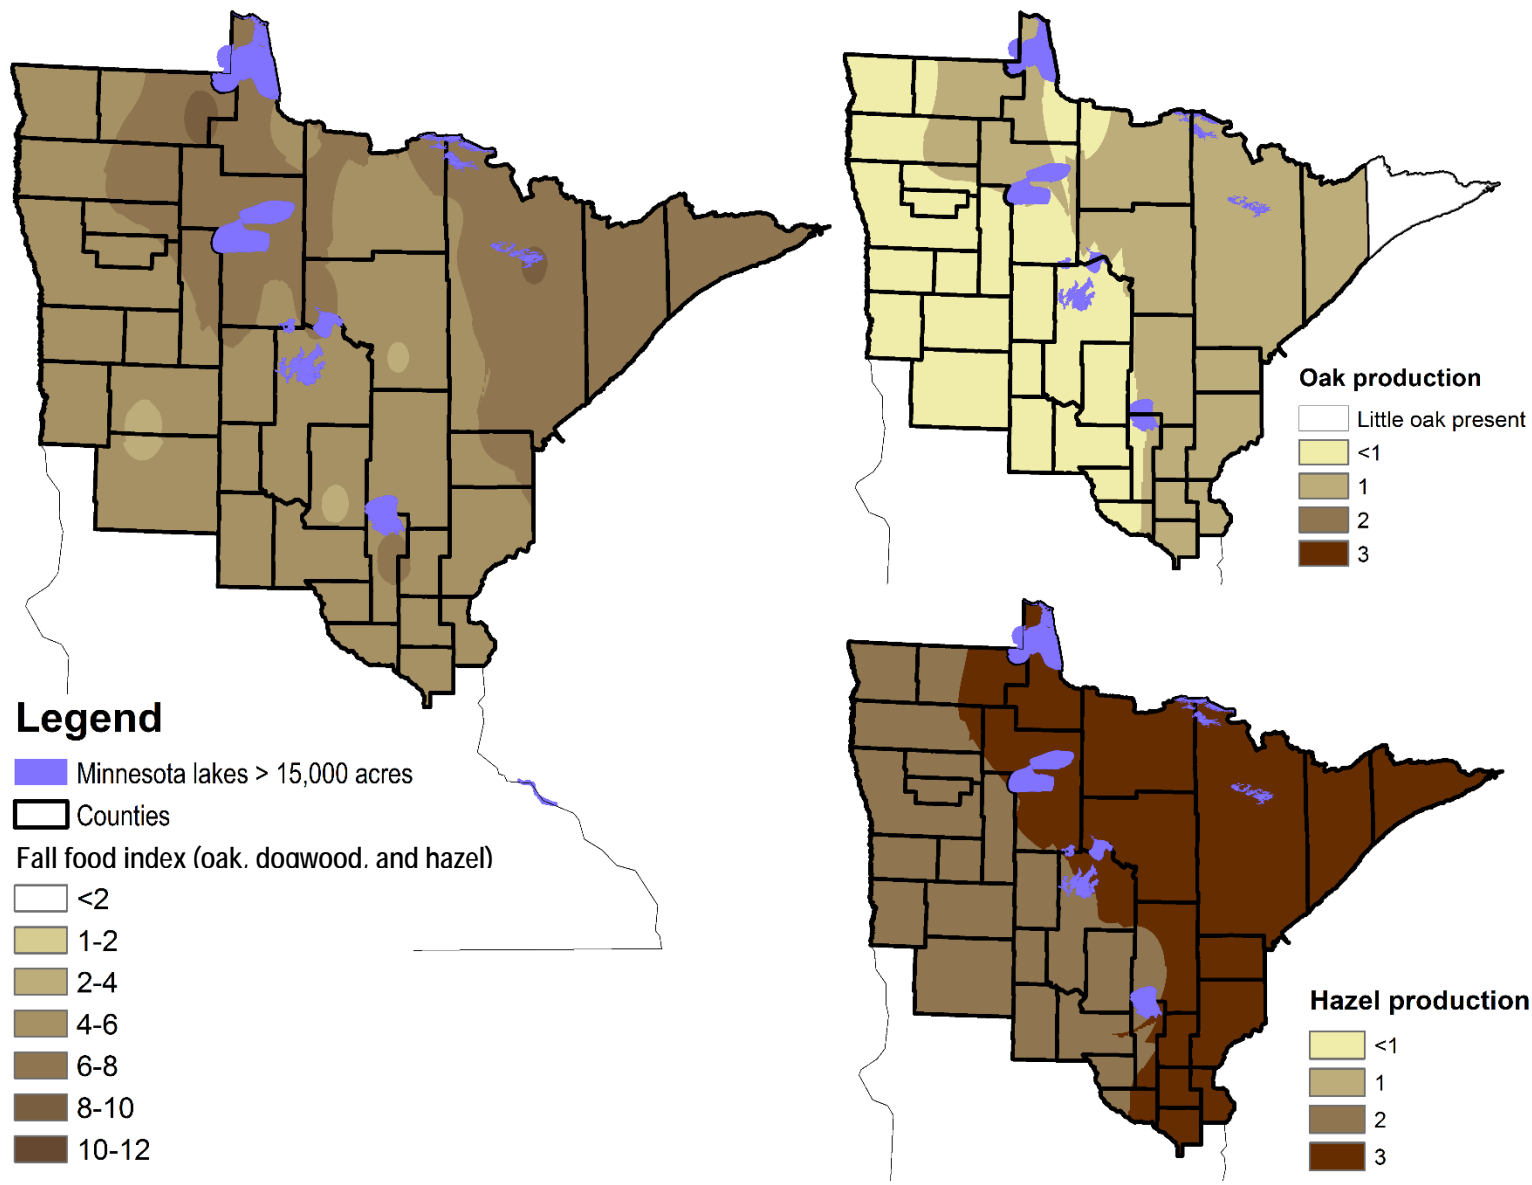 Legend
Minnesota lakes > 15,000 acres
Counties
Fall food index (oak, dogwood, and hazel)
<2
1-2
2-4
4-6
6-8
8-10
10-12
Oak production
Little oak present
<1
1
2
3
Hazel production
<1
1
2
3